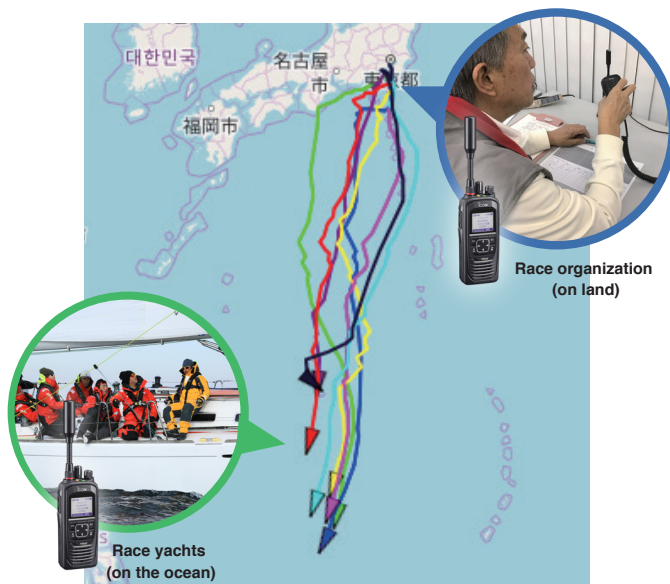 대한민국
名古屋
市
東京都
福岡市
Race organization
(on land)
Race yachts
(on the ocean)